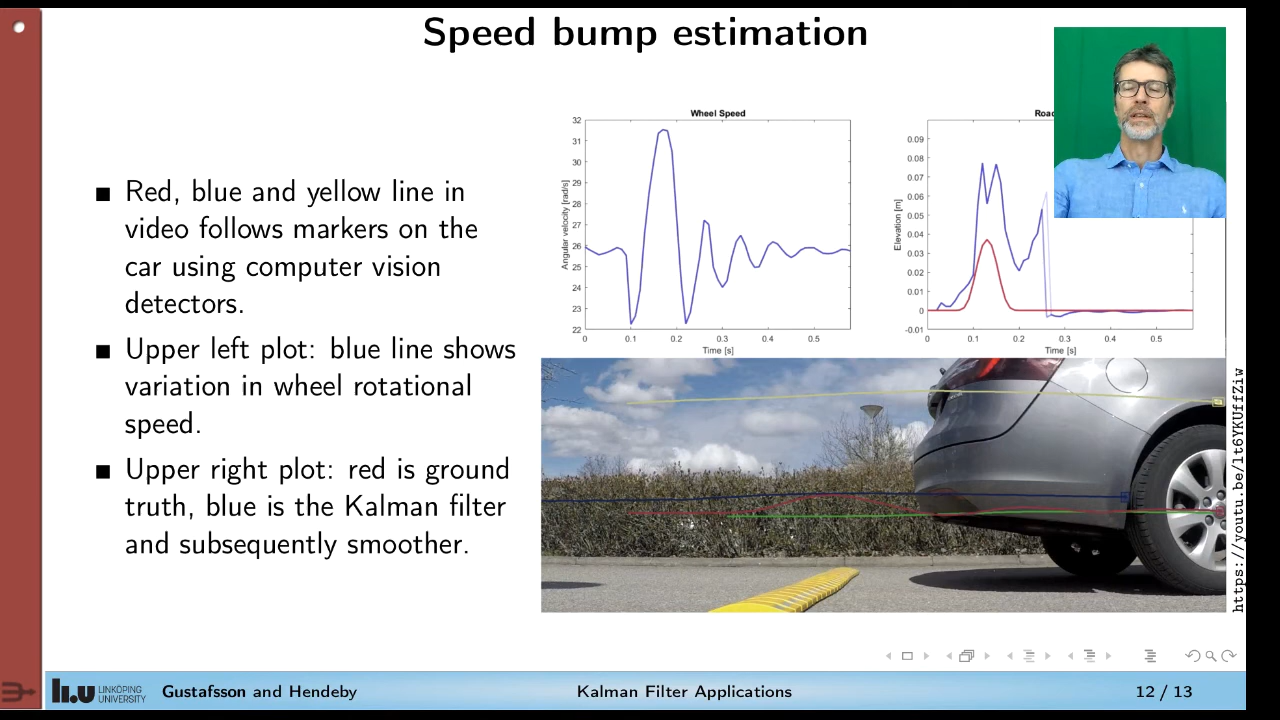 Speed bump estimation
■ Red, blue and yellow line in
video follows markers on the
car using computer vision
detectors.
■ Upper left plot: blue line shows
variation in wheel rotational
speed.
■ Upper right plot: red is ground
truth, blue is the Kalman filter
and subsequently smoother.
Wheel Speed
Angular velocity [rad/s]
32
31
30
29
28
27
26
25
24
23
22
0 0.1 0.2 0.3 0.4 0.5
Time [s]
Road
Elevation [m]
0.09
0.08
0.07
0.06
0.05
0.04
0.03
0.02
0.01
0
-0.01
0 0.1 0.2 0.3 0.4 0.5
Time [s]
https://youtu.be/lt6YKUffZiw
li.u LINKÖPING
UNIVERSITY
Gustafsson and Hendeby
Kalman Filter Applications
12 / 13